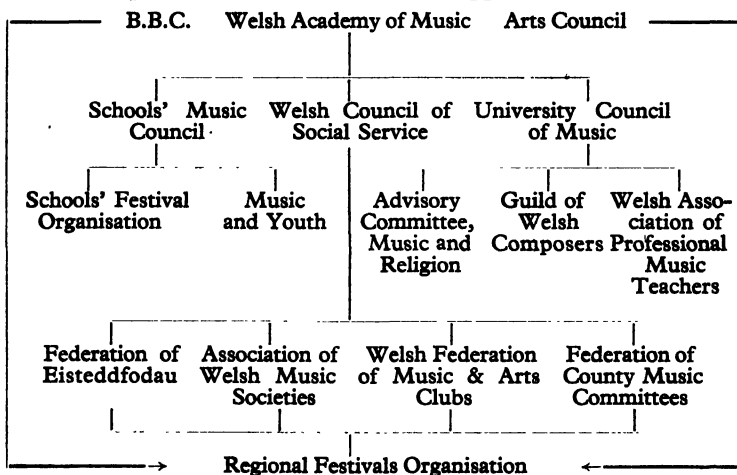 B.B.C. Welsh Academy of Music Arts Council
Schools' Music Welsh Council of University Council
Council Social Service of Music
Schools' Festival Music Advisory Guild of Welsh Asso-
Organisation and Youth Committee, Welsh ciation of
Music and Composers Professional
Religion Music
Teachers
Federation of Association of Welsh Federation Federation of
Eisteddfodau Welsh Music of Music & Arts County Music
Societies Clubs Committees
Regional Festivals Organisation